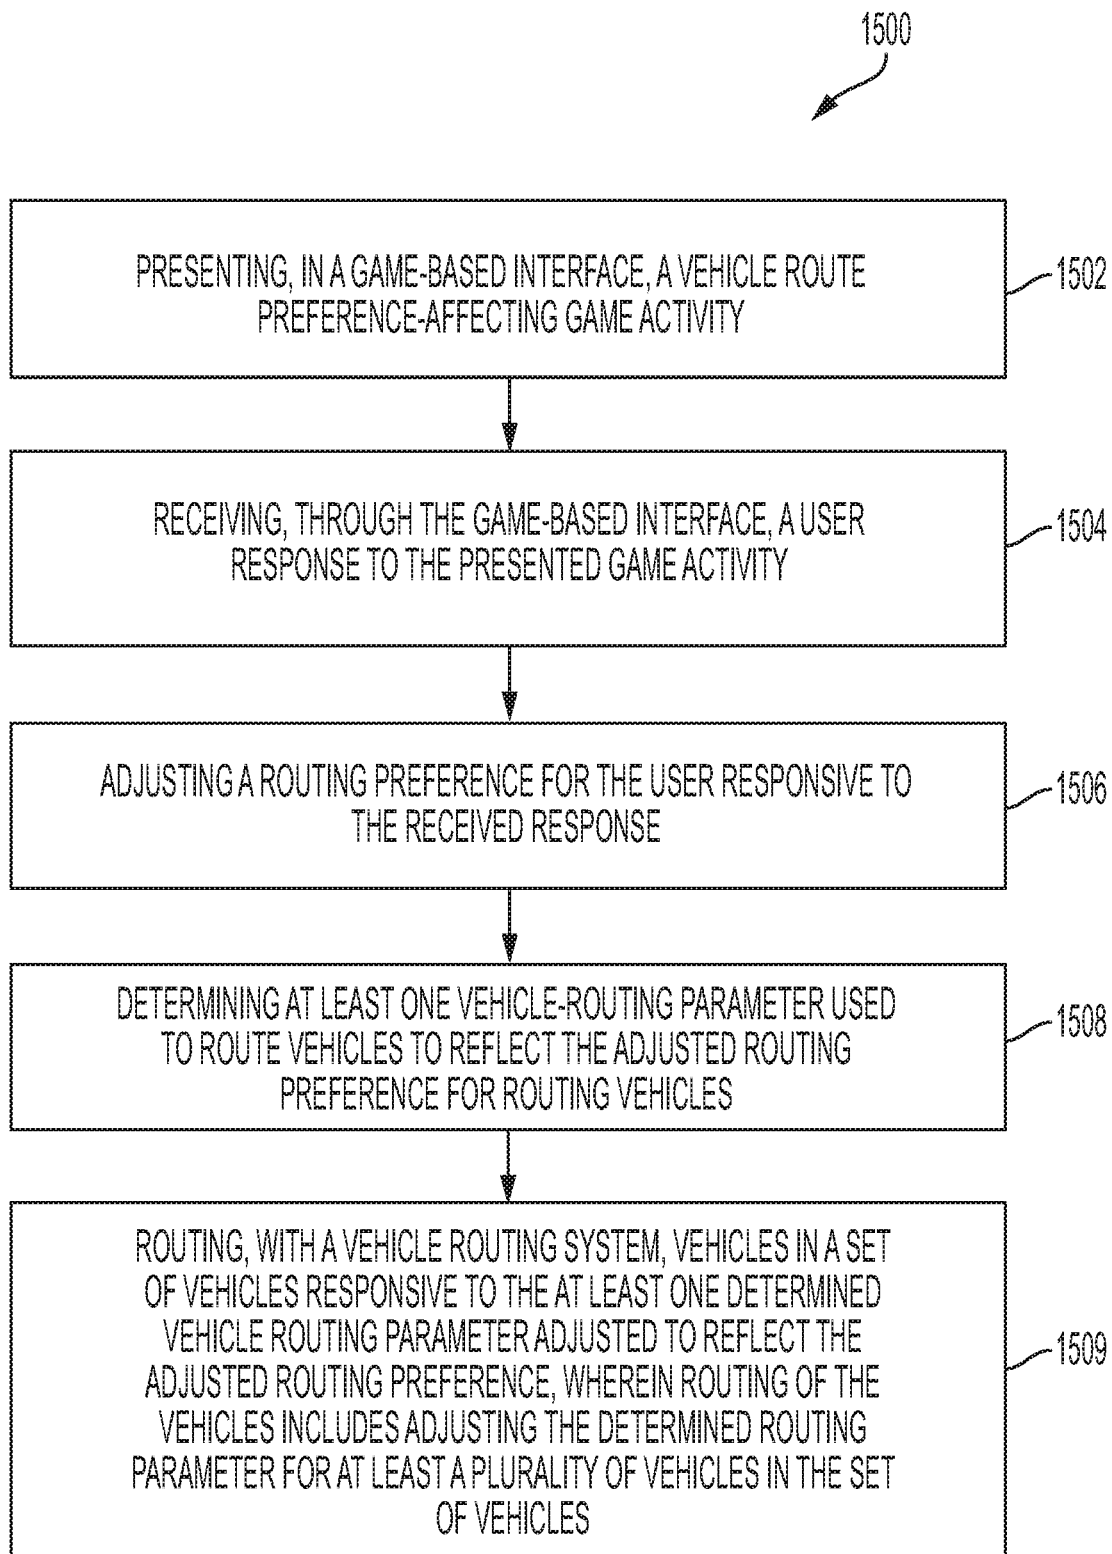 1500
PRESENTING, IN A GAME-BASED INTERFACE, A VEHICLE ROUTE
PREFERENCE-AFFECTING GAME ACTIVITY
1502
RECEIVING, THROUGH THE GAME-BASED INTERFACE, A USER
RESPONSE TO THE PRESENTED GAME ACTIVITY
1504
ADJUSTING A ROUTING PREFERENCE FOR THE USER RESPONSIVE TO
THE RECEIVED RESPONSE
1506
DETERMINING AT LEAST ONE VEHICLE-ROUTING PARAMETER USED
TO ROUTE VEHICLES TO REFLECT THE ADJUSTED ROUTING
PREFERENCE FOR ROUTING VEHICLES
1508
ROUTING, WITH A VEHICLE ROUTING SYSTEM, VEHICLES IN A SET
OF VEHICLES RESPONSIVE TO THE AT LEAST ONE DETERMINED
VEHICLE ROUTING PARAMETER ADJUSTED TO REFLECT THE
ADJUSTED ROUTING PREFERENCE, WHEREIN ROUTING OF THE
VEHICLES INCLUDES ADJUSTING THE DETERMINED ROUTING
PARAMETER FOR AT LEAST A PLURALITY OF VEHICLES IN THE SET
OF VEHICLES
1509